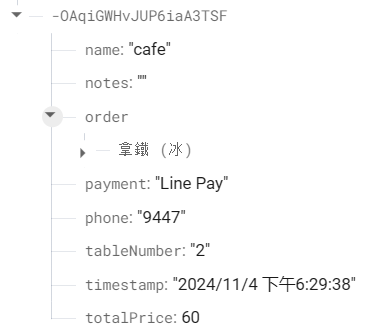 -OAqiGWHvJUP6iaA3TSF
name: "cafe"
notes: ""
order
拿鐵 (冰)
payment: "Line Pay"
phone: "9447"
tableNumber: "2"
timestamp: "2024/11/4 下午6:29:38"
totalPrice: 60